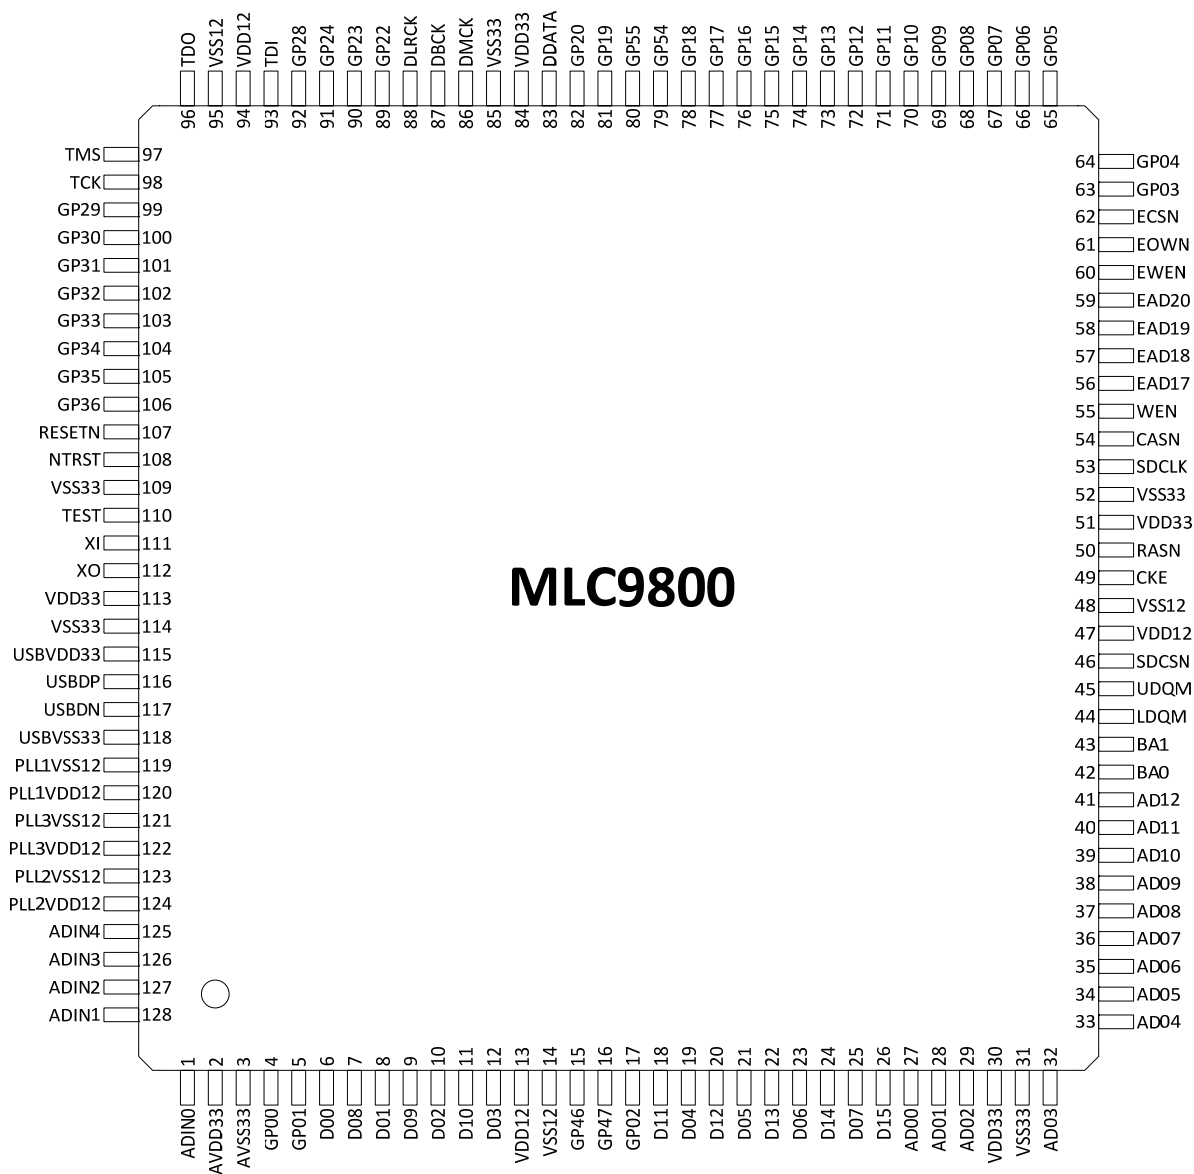 TDO VSS12 VDD12 TDI GP28 GP24 GP23 GP22 DLRCK DBCK DMCK VSS33 VDD33 DDATA GP20 GP19 GP55 GP54 GP18 GP17 GP16 GP15 GP14 GP13 GP12 GP11 GP10 GP09 GP08 GP07 GP06 GP05
96 95 94 93 92 91 90 89 88 87 86 85 84 83 82 81 80 79 78 77 76 75 74 73 72 71 70 69 68 67 66 65
TMS 97
TCK 98
GP29 99
GP30 100
GP31 101
GP32 102
GP33 103
GP34 104
GP35 105
GP36 106
RESETN 107
NTRST 108
VSS33 109
TEST 110
XI 111
XO 112
VDD33 113
VSS33 114
USBVDD33 115
USBDP 116
USBDN 117
USBVSS33 118
PLL1VSS12 119
PLL1VDD12 120
PLL3VSS12 121
PLL3VDD12 122
PLL2VSS12 123
PLL2VDD12 124
ADIN4 125
ADIN3 126
ADIN2 127
ADIN1 128
MLC9800
64 GP04
63 GP03
62 ECSN
61 EOWN
60 EWEN
59 EAD20
58 EAD19
57 EAD18
56 EAD17
55 WEN
54 CASN
53 SDCLK
52 VSS33
51 VDD33
50 RASN
49 CKE
48 VSS12
47 VDD12
46 SDCSN
45 UDQM
44 LDQM
43 BA1
42 BA0
41 AD12
40 AD11
39 AD10
38 AD09
37 AD08
36 AD07
35 AD06
34 AD05
33 AD04
1 2 3 4 5 6 7 8 9 10 11 12 13 14 15 16 17 18 19 20 21 22 23 24 25 26 27 28 29 30 31 32
ADIN0 AVDD33 AVSS33 GP00 GP01 D00 D08 D01 D09 D02 D10 D03 VDD12 VSS12 GP46 GP47 GP02 D11 D04 D12 D05 D13 D06 D14 D07 D15 AD00 AD01 AD02 VDD33 VSS33 AD03